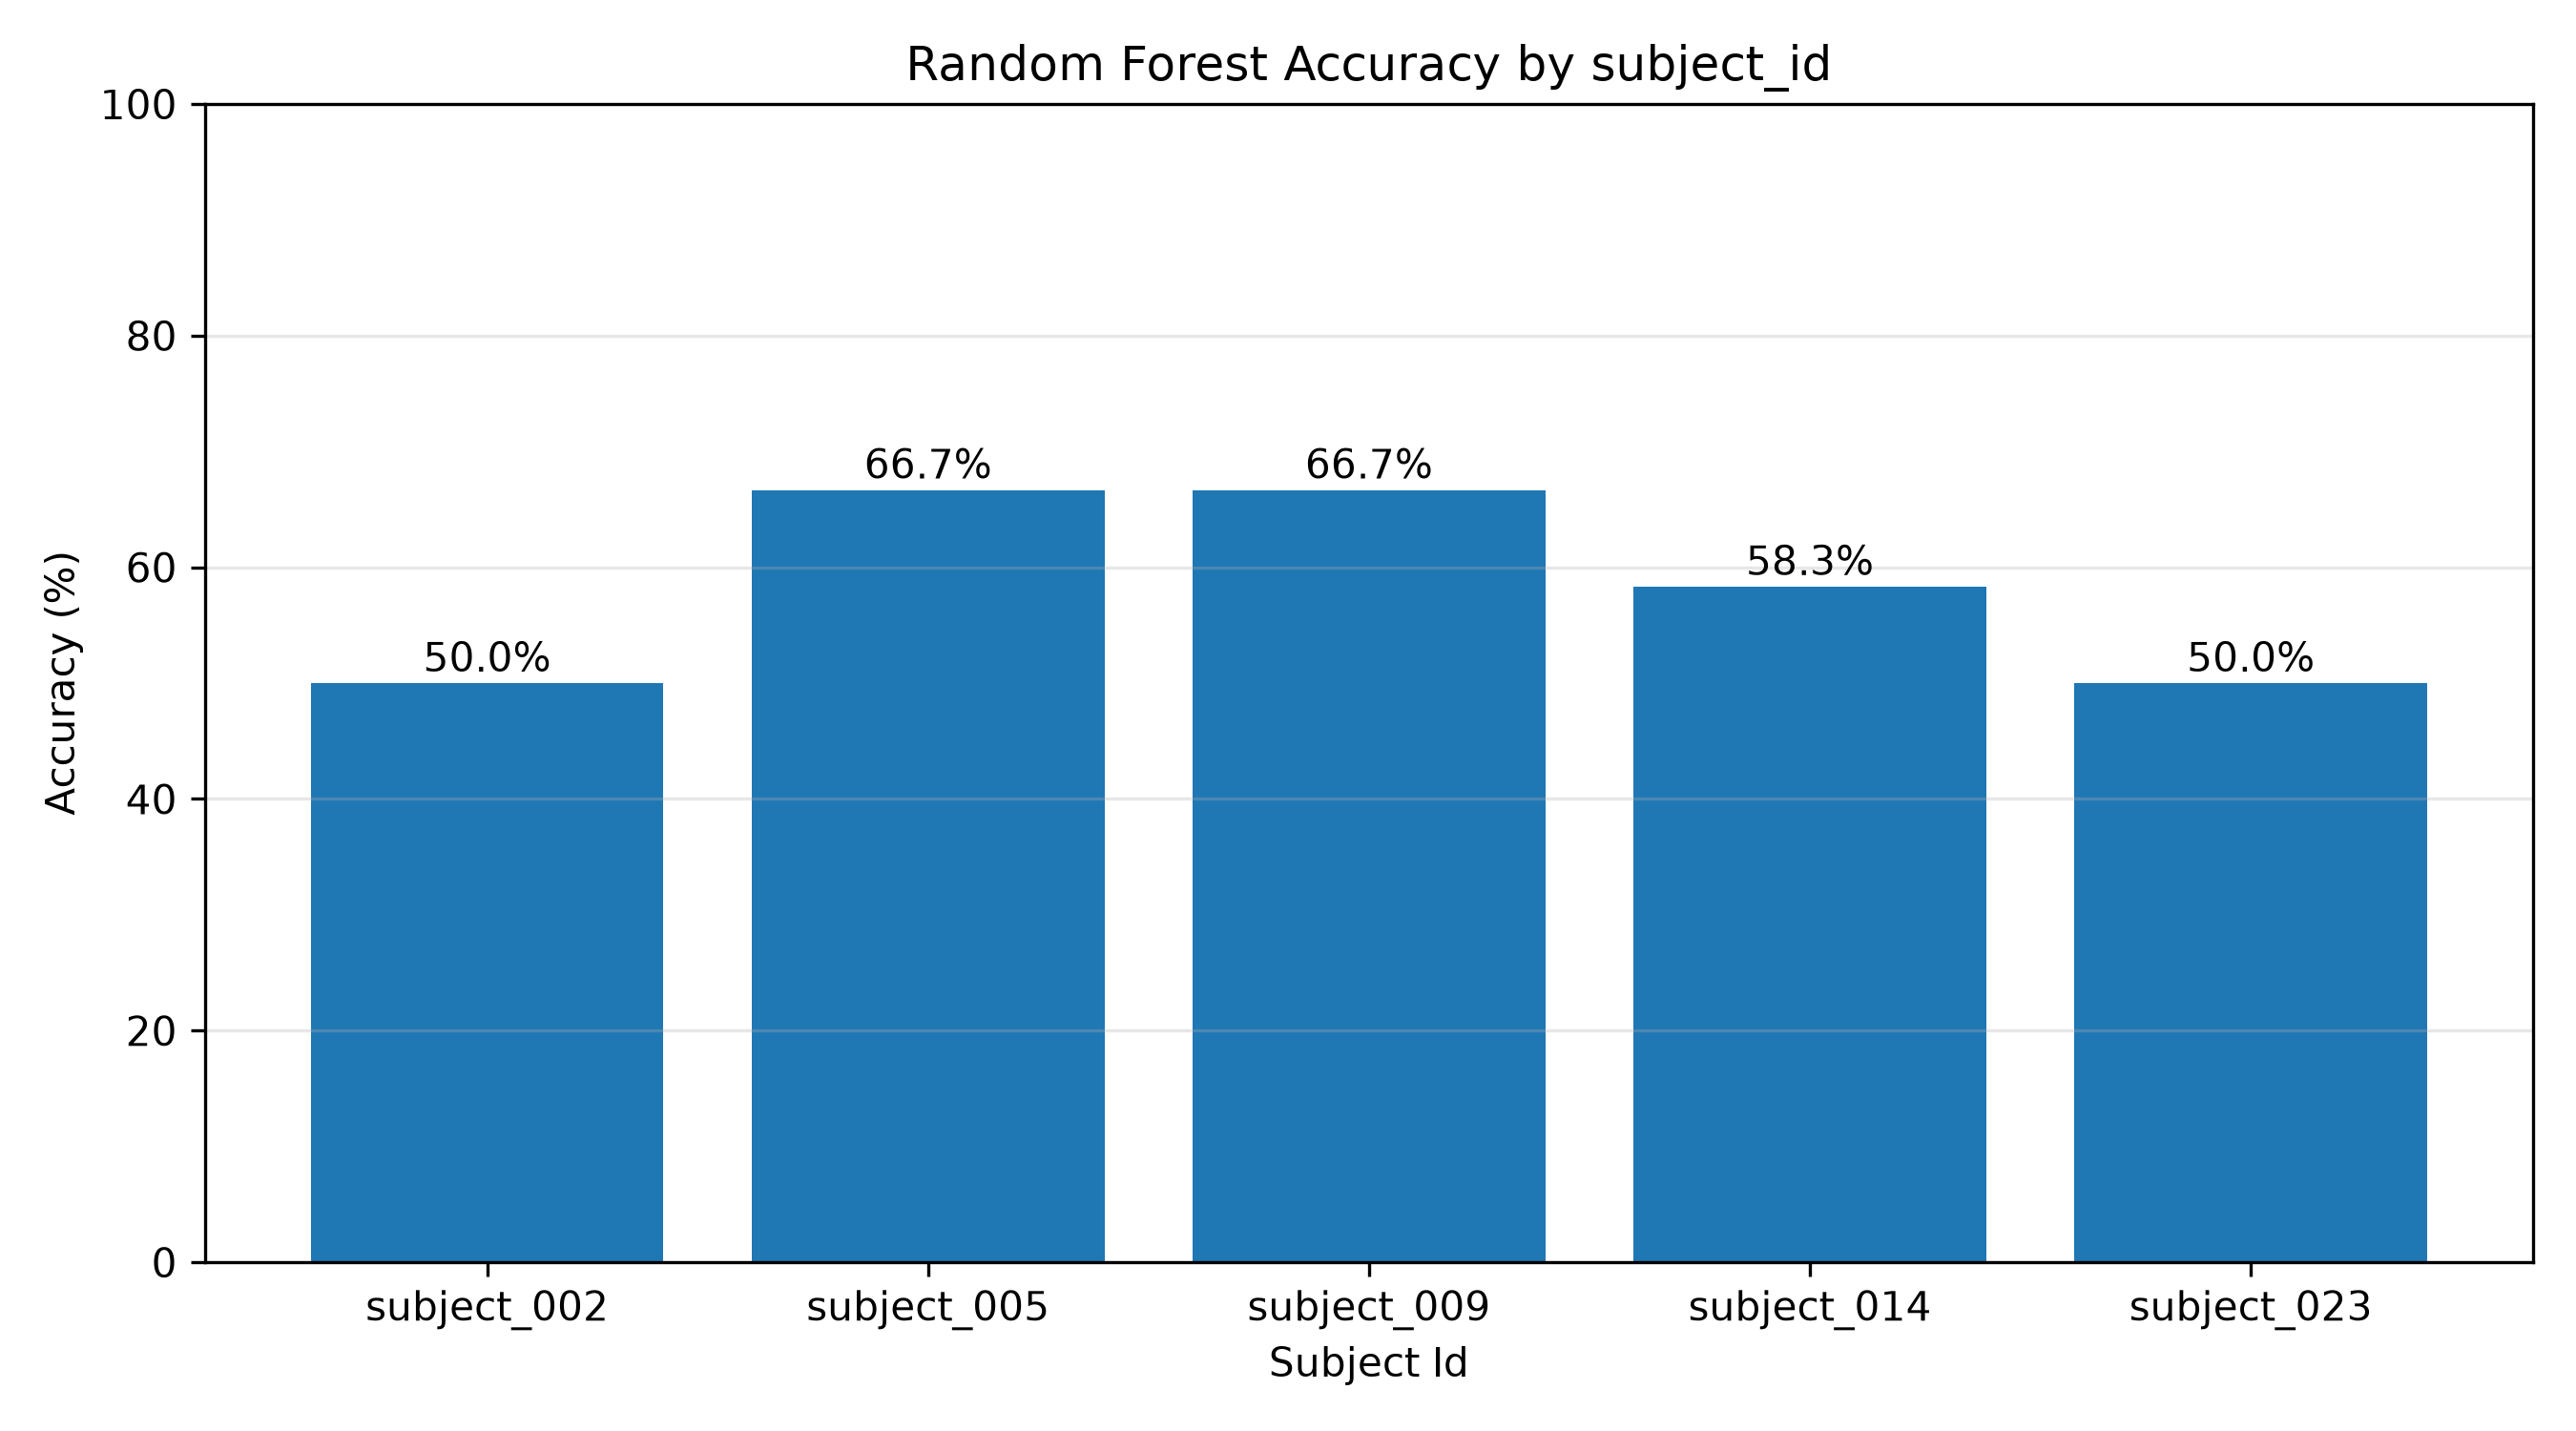 Random Forest Accuracy by subject_id
100
80
60
40
20
0
Accuracy (%)
50.0%
66.7%
66.7%
58.3%
50.0%
subject_002
subject_005
subject_009
subject_014
subject_023
Subject Id